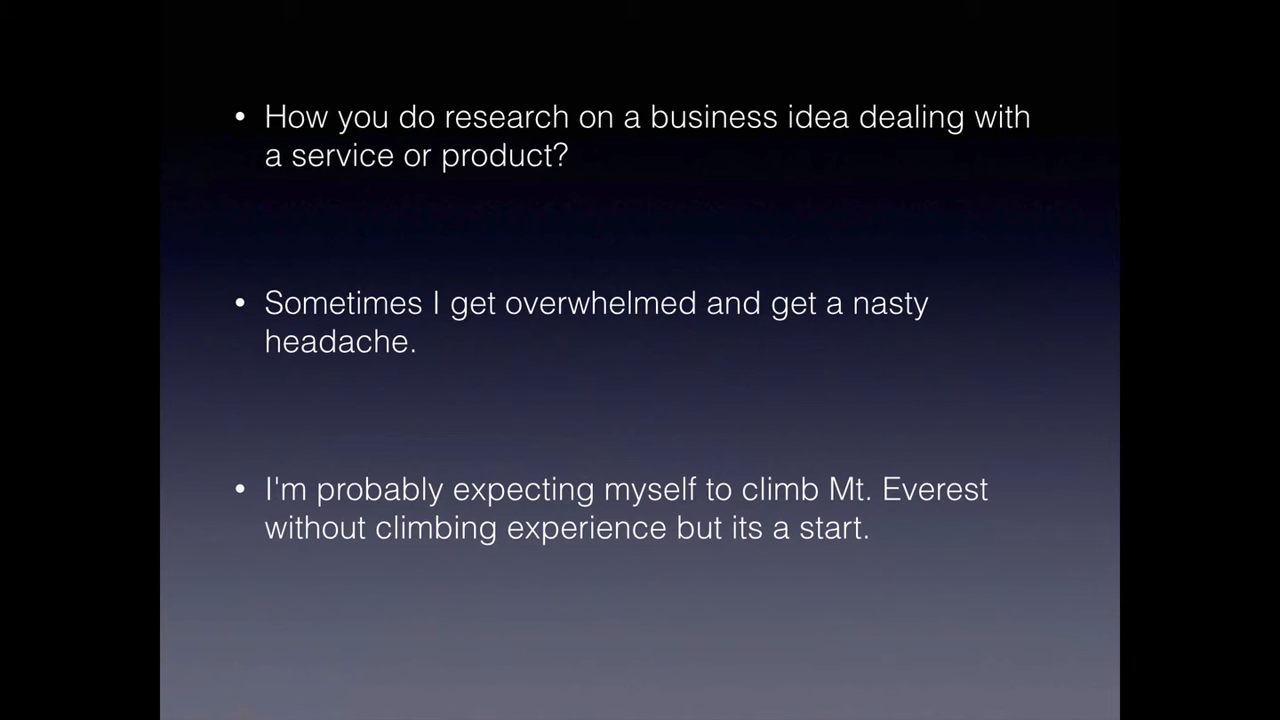 • How you do research on a business idea dealing with
a service or product?
• Sometimes I get overwhelmed and get a nasty
headache.
• I'm probably expecting myself to climb Mt. Everest
without climbing experience but its a start.